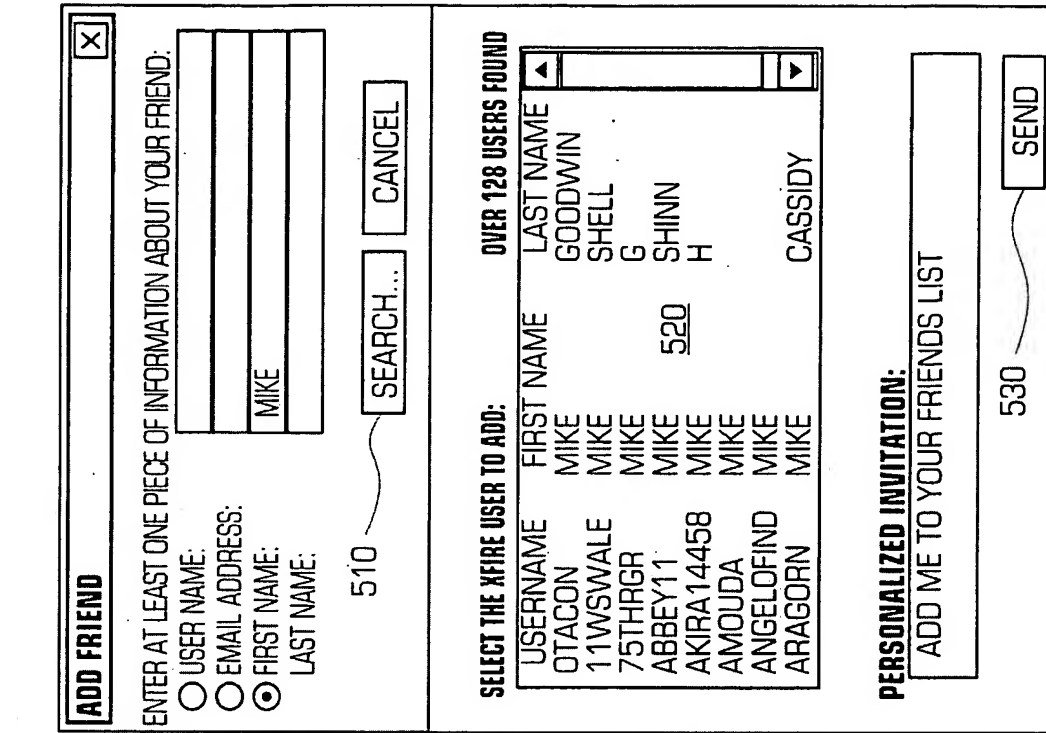 ADD FRIEND X
ENTER AT LEAST ONE PIECE OF INFORMATION ABOUT YOUR FRIEND:
USER NAME:
EMAIL ADDRESS:
FIRST NAME: MIKE
LAST NAME:
510 SEARCH... CANCEL
SELECT THE XFIRE USER TO ADD: OVER 128 USERS FOUND
USERNAME FIRST NAME LAST NAME
OTACON MIKE GOODWIN
11WSWALE MIKE SHELL
75THRGR MIKE G
ABBEY11 MIKE 520 SHINN
AKIRA14458 MIKE H
AMOUDA MIKE
ANGELOFIND MIKE
ARAGORN MIKE CASSIDY
PERSONALIZED INVITATION:
ADD ME TO YOUR FRIENDS LIST
530 SEND